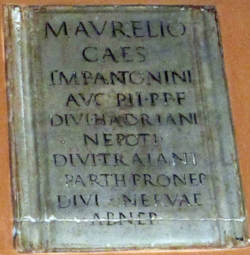 M AVRELIO
CAES
IMP ANTONINI
AVG PII P P F
DIVI HADRIANI
NEPOTI
DIVI TRAIANI
PARTH PRONEP
DIVI NERVAE
ABNEP